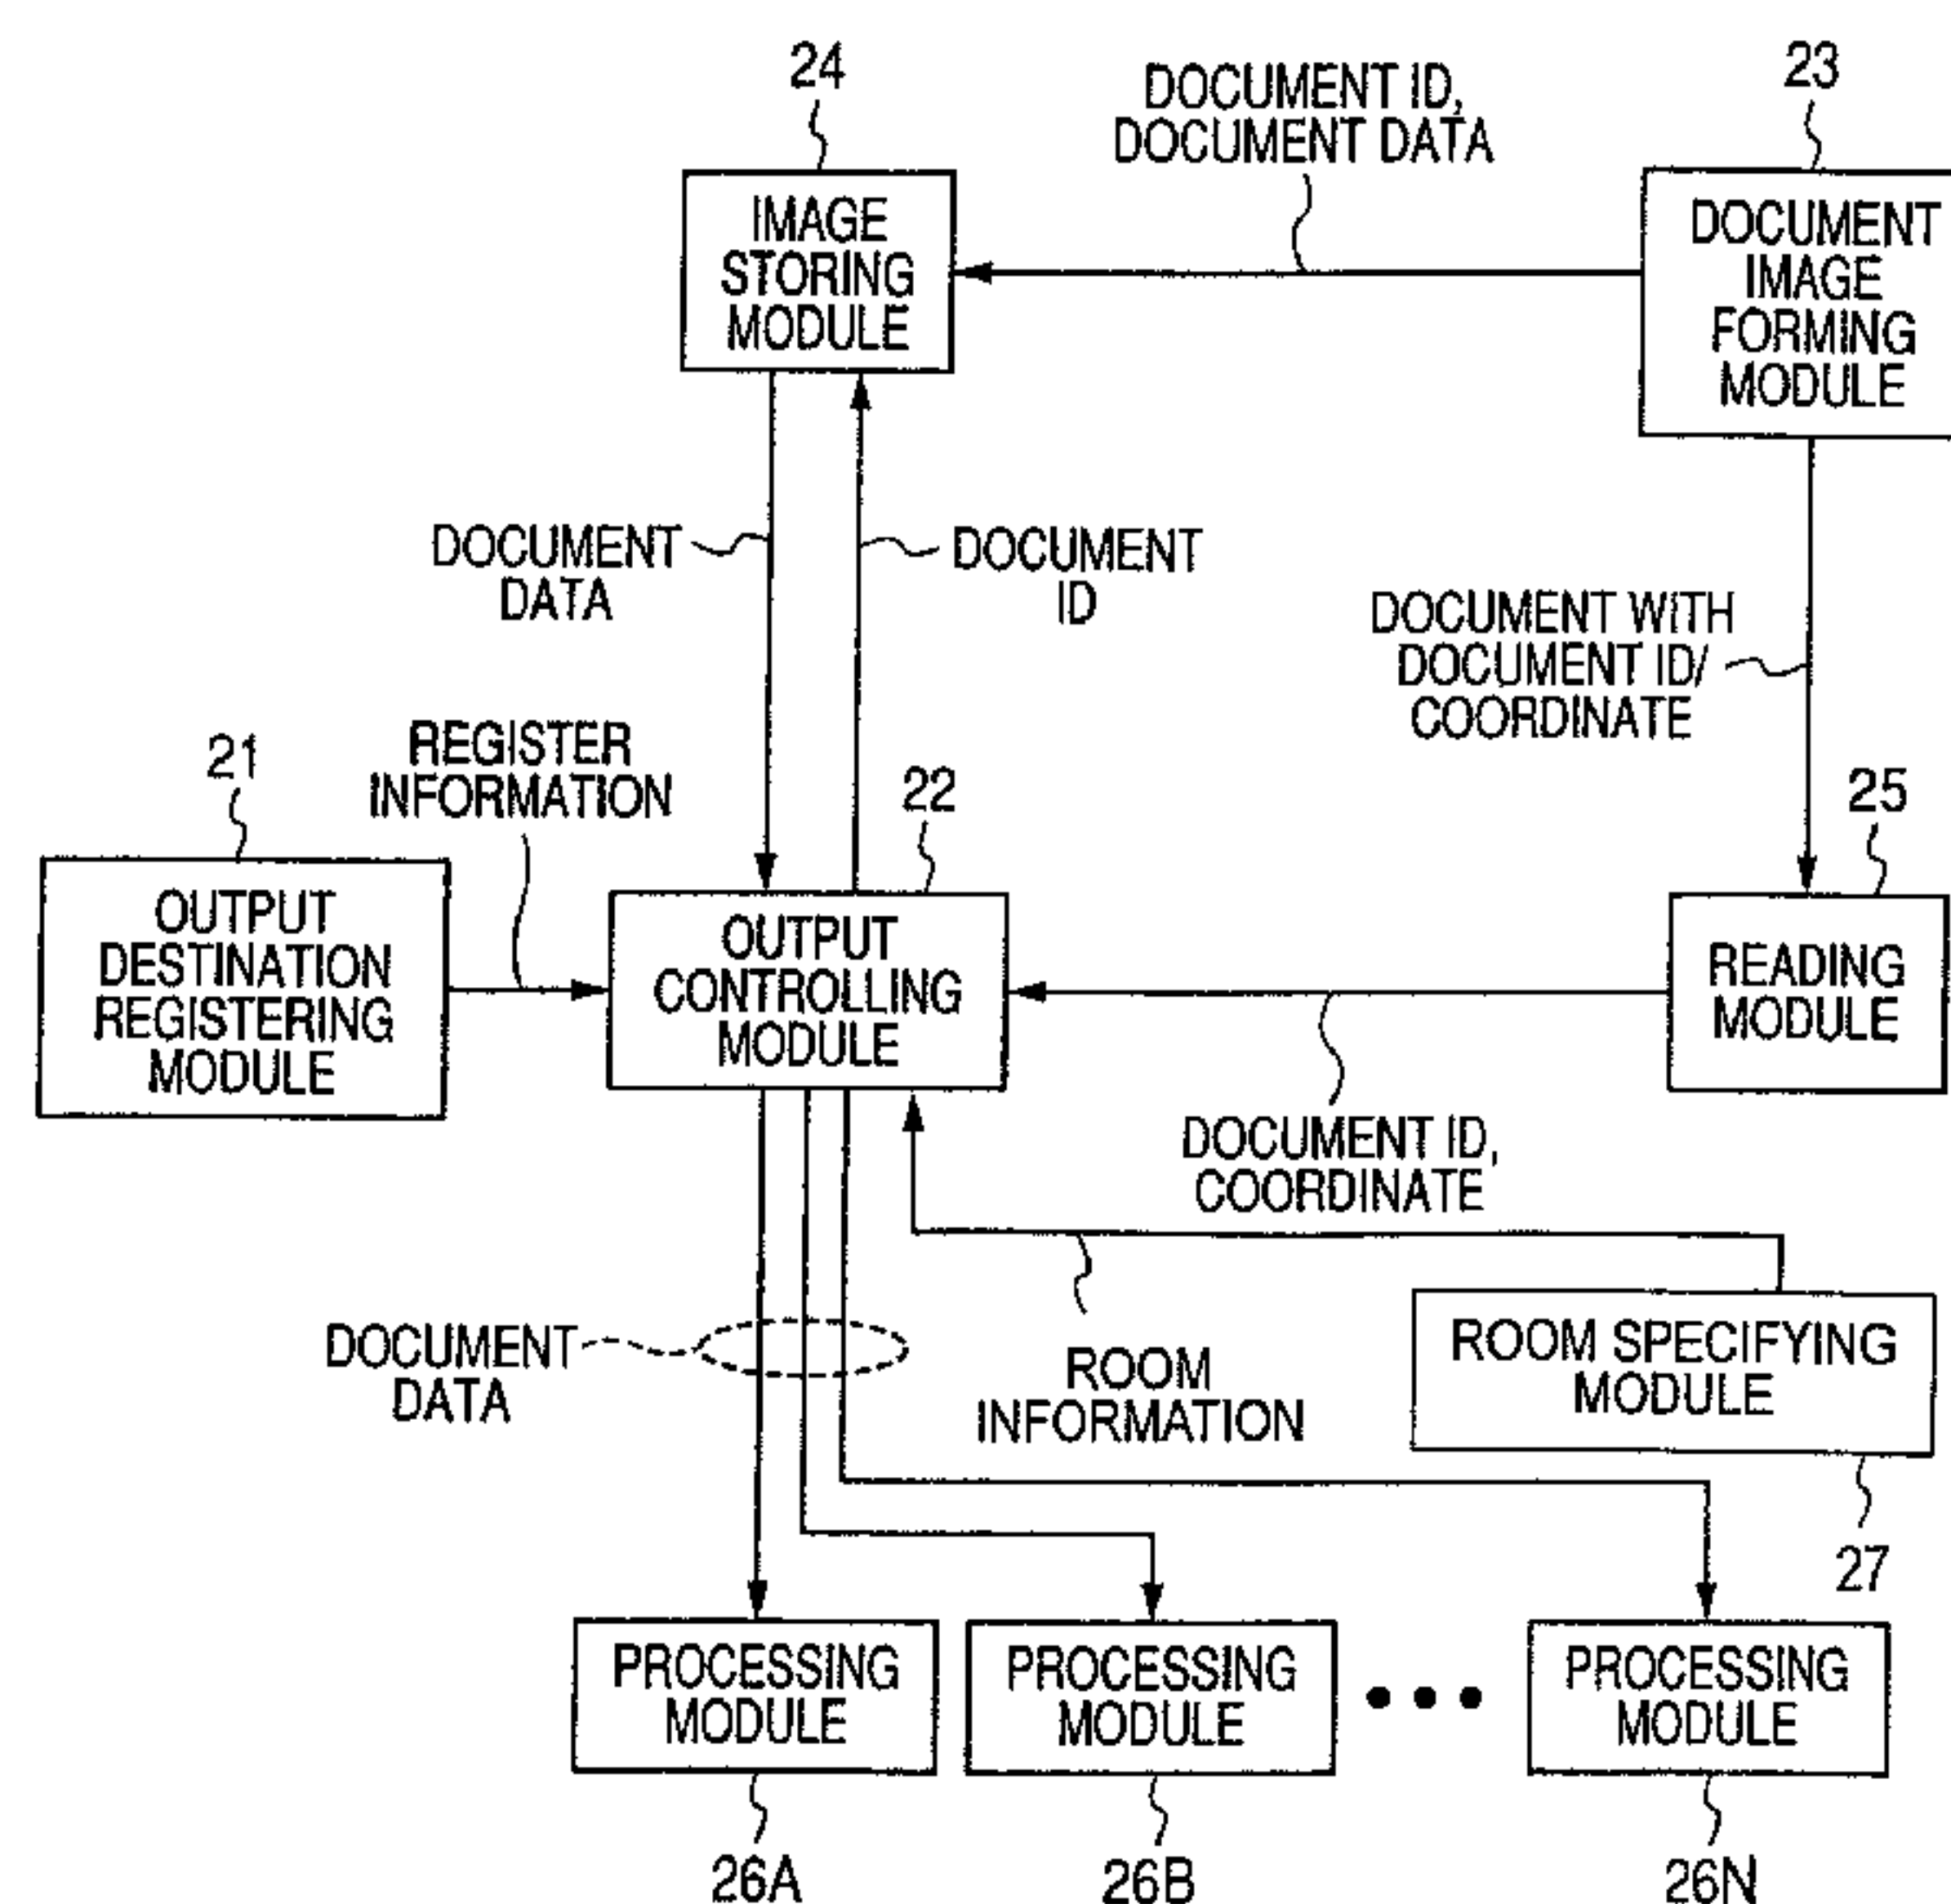 24
DOCUMENT ID,
DOCUMENT DATA
23
IMAGE
STORING
MODULE
DOCUMENT
IMAGE
FORMING
MODULE
DOCUMENT
DATA
DOCUMENT
ID
DOCUMENT WITH
DOCUMENT ID/
COORDINATE
21
REGISTER
INFORMATION
22
25
OUTPUT
DESTINATION
REGISTERING
MODULE
OUTPUT
CONTROLLING
MODULE
READING
MODULE
DOCUMENT ID,
COORDINATE
DOCUMENT
DATA
ROOM
INFORMATION
ROOM SPECIFYING
MODULE
27
PROCESSING
MODULE
PROCESSING
MODULE
PROCESSING
MODULE
26A
26B
26N